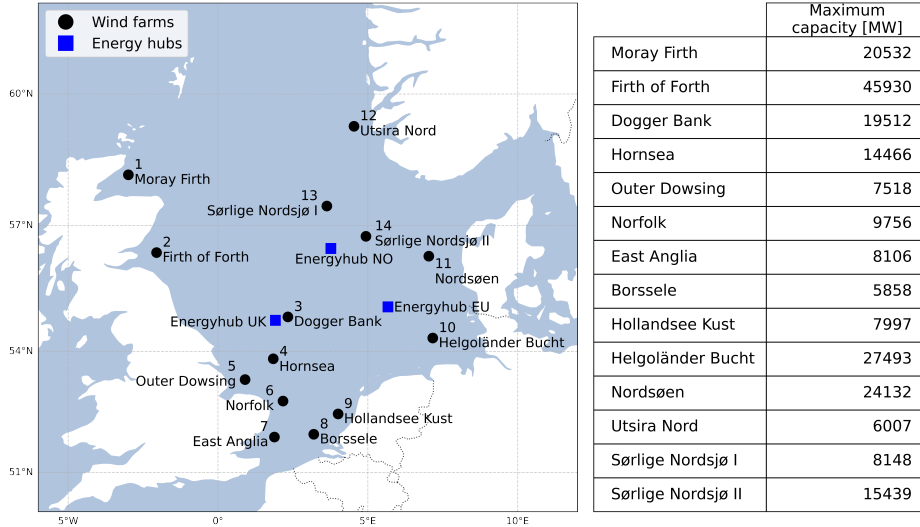 Wind farms
Energy hubs
60°N
57°N
54°N
51°N
5°W
0°
5°E
10°E
12
Utsira Nord
1
Moray Firth
13
Sørlige Nordsjø I
14
Sørlige Nordsjø II
2
Firth of Forth
Energyhub NO
11
Nordsøen
3
Dogger Bank
Energyhub UK
Energyhub EU
10
Helgoländer Bucht
4
Hornsea
5
Outer Dowsing
6
Norfolk
9
Hollandsee Kust
7
East Anglia
8
Borssele
Maximum
capacity [MW]
Moray Firth 20532
Firth of Forth 45930
Dogger Bank 19512
Hornsea 14466
Outer Dowsing 7518
Norfolk 9756
East Anglia 8106
Borssele 5858
Hollandsee Kust 7997
Helgoländer Bucht 27493
Nordsøen 24132
Utsira Nord 6007
Sørlige Nordsjø I 8148
Sørlige Nordsjø II 15439